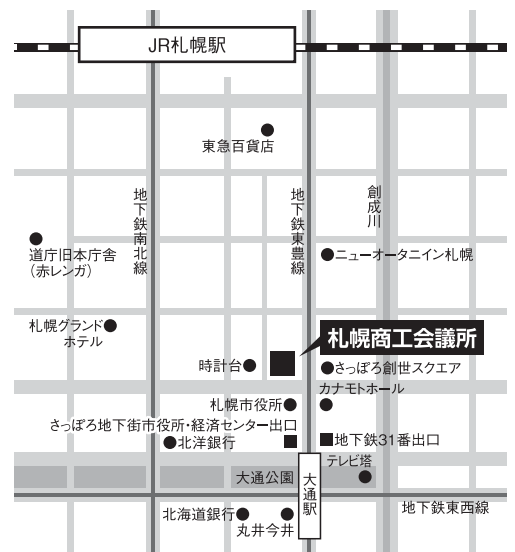 JR札幌駅
東急百貨店
地下鉄南北線
地下鉄東豊線
創成川
道庁旧本庁舎
(赤レンガ)
ニューオータニイン札幌
札幌グランド
ホテル
札幌商工会議所
時計台
さっぽろ創世スクエア
カナモトホール
札幌市役所
さっぽろ地下街市役所・経済センター出口
北洋銀行
地下鉄31番出口
テレビ塔
大通公園
大通駅
地下鉄東西線
北海道銀行
丸井今井